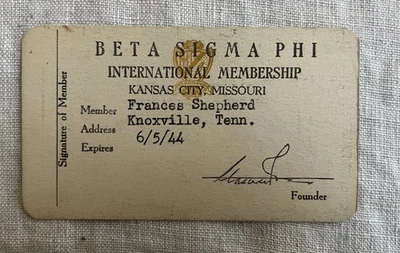 BETA SIGMA PHI
INTERNATIONAL MEMBERSHIP
KANSAS CITY, MISSOURI
Member Frances Shepherd
Address Knoxville, Tenn.
Expires 6/5/44
Founder
Signature of Member